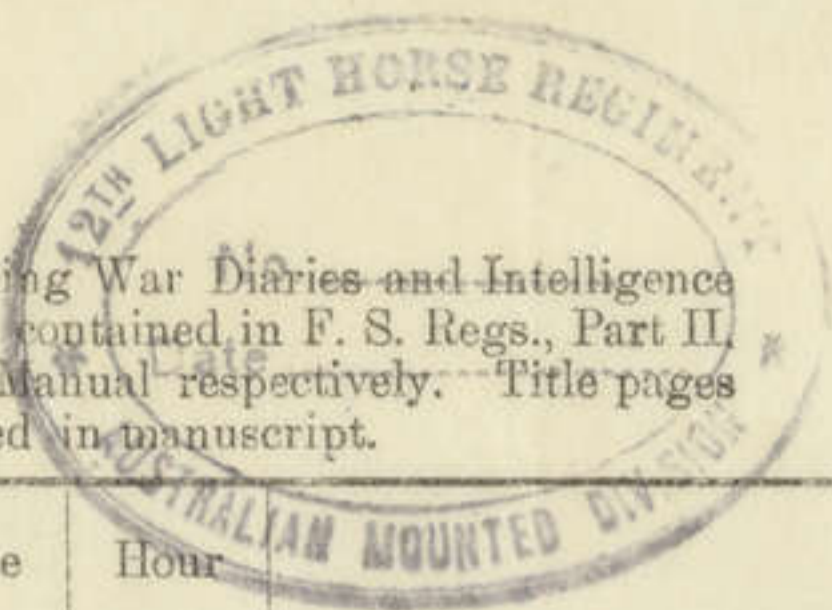 12TH LIGHT HORSE REGIMENT
No
Date
AUSTRALIAN MOUNTED DIVISION
ing War Diaries and Intelligence
contained in F. S. Regs., Part II.
Manual respectively. Title pages
ed in manuscript.
e Hour